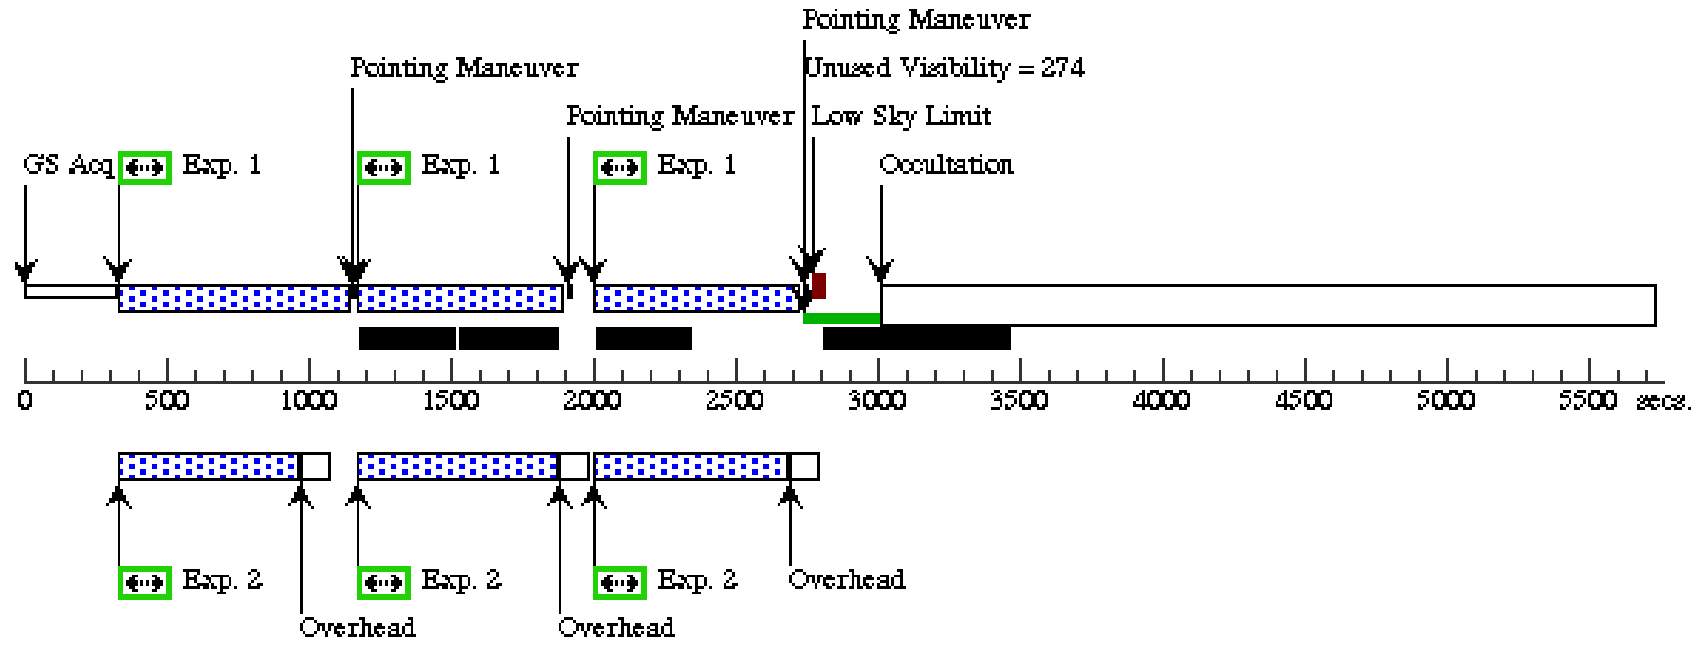 Pointing Maneuver
Pointing Maneuver
Unused Visibility = 274
Pointing Maneuver
Low Sky Limit
GS Acq
Exp. 1
Exp. 1
Exp. 1
Occultation
0 500 1000 1500 2000 2500 3000 3500 4000 4500 5000 5500 secs.
Exp. 2
Exp. 2
Exp. 2
Overhead
Overhead
Overhead